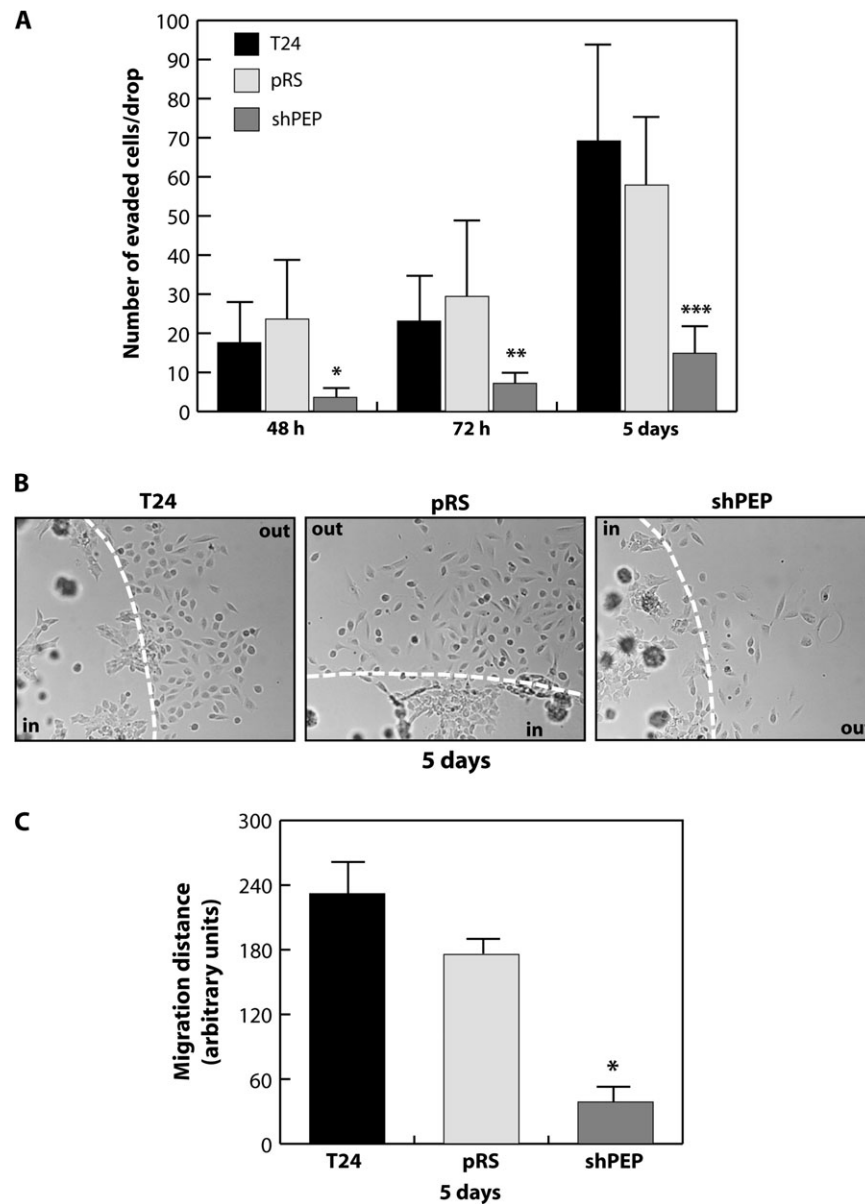 A
Number of evaded cells/drop
100
90
80
70
60
50
40
30
20
10
0
T24
pRS
shPEP
*
**
***
48 h
72 h
5 days
B
T24
pRS
shPEP
out
in
out
in
in
out
5 days
C
Migration distance
(arbitrary units)
300
240
180
120
60
0
*
T24
pRS
shPEP
5 days